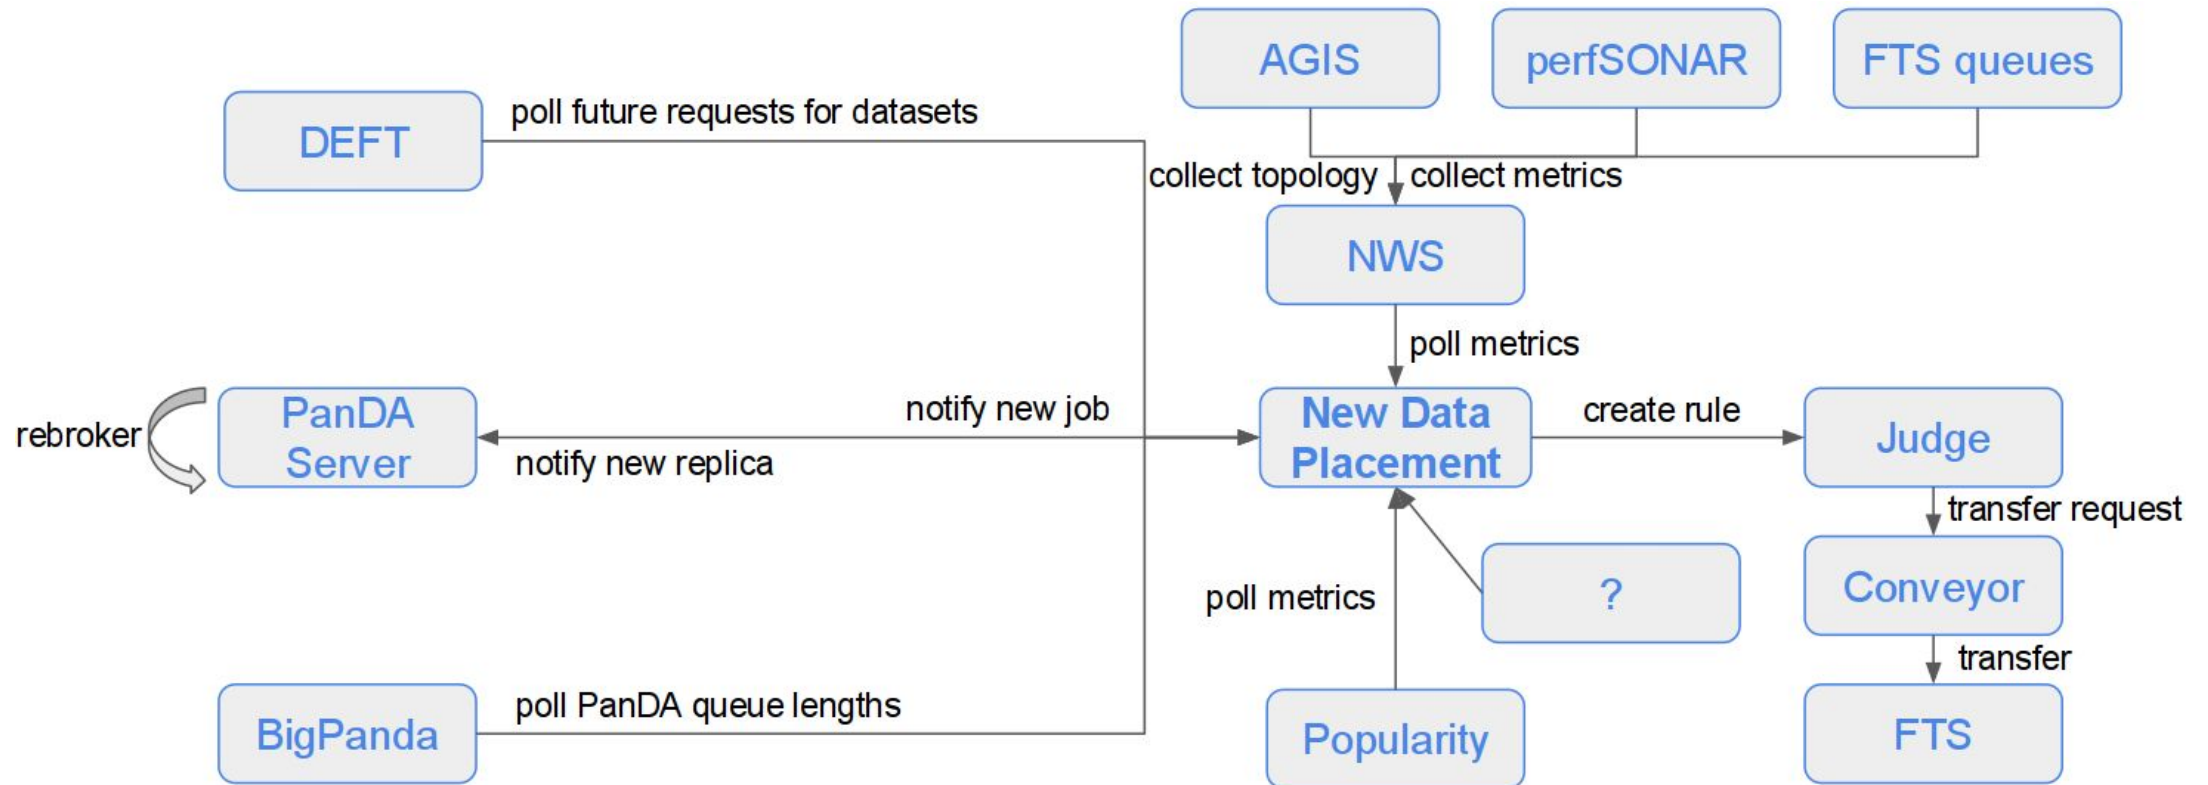 AGIS
perfSONAR
FTS queues
DEFT
poll future requests for datasets
collect topology
collect metrics
NWS
poll metrics
rebroker
PanDA
Server
notify new job
notify new replica
New Data
Placement
create rule
Judge
transfer request
Conveyor
?
poll metrics
transfer
BigPanda
poll PanDA queue lengths
Popularity
FTS